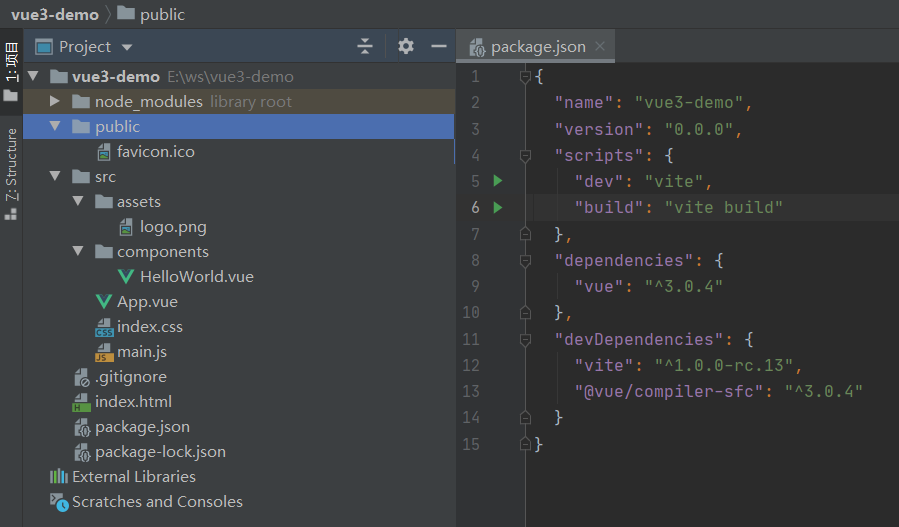 vue3-demo public
1: 项目
Z: Structure
Project
vue3-demo E:\ws\vue3-demo
node_modules library root
public
favicon.ico
src
assets
logo.png
components
HelloWorld.vue
App.vue
index.css
main.js
.gitignore
index.html
package.json
package-lock.json
External Libraries
Scratches and Consoles
package.json
1 {
2 "name": "vue3-demo",
3 "version": "0.0.0",
4 "scripts": {
5 "dev": "vite",
6 "build": "vite build"
7 },
8 "dependencies": {
9 "vue": "^3.0.4"
10 },
11 "devDependencies": {
12 "vite": "^1.0.0-rc.13",
13 "@vue/compiler-sfc": "^3.0.4"
14 }
15 }